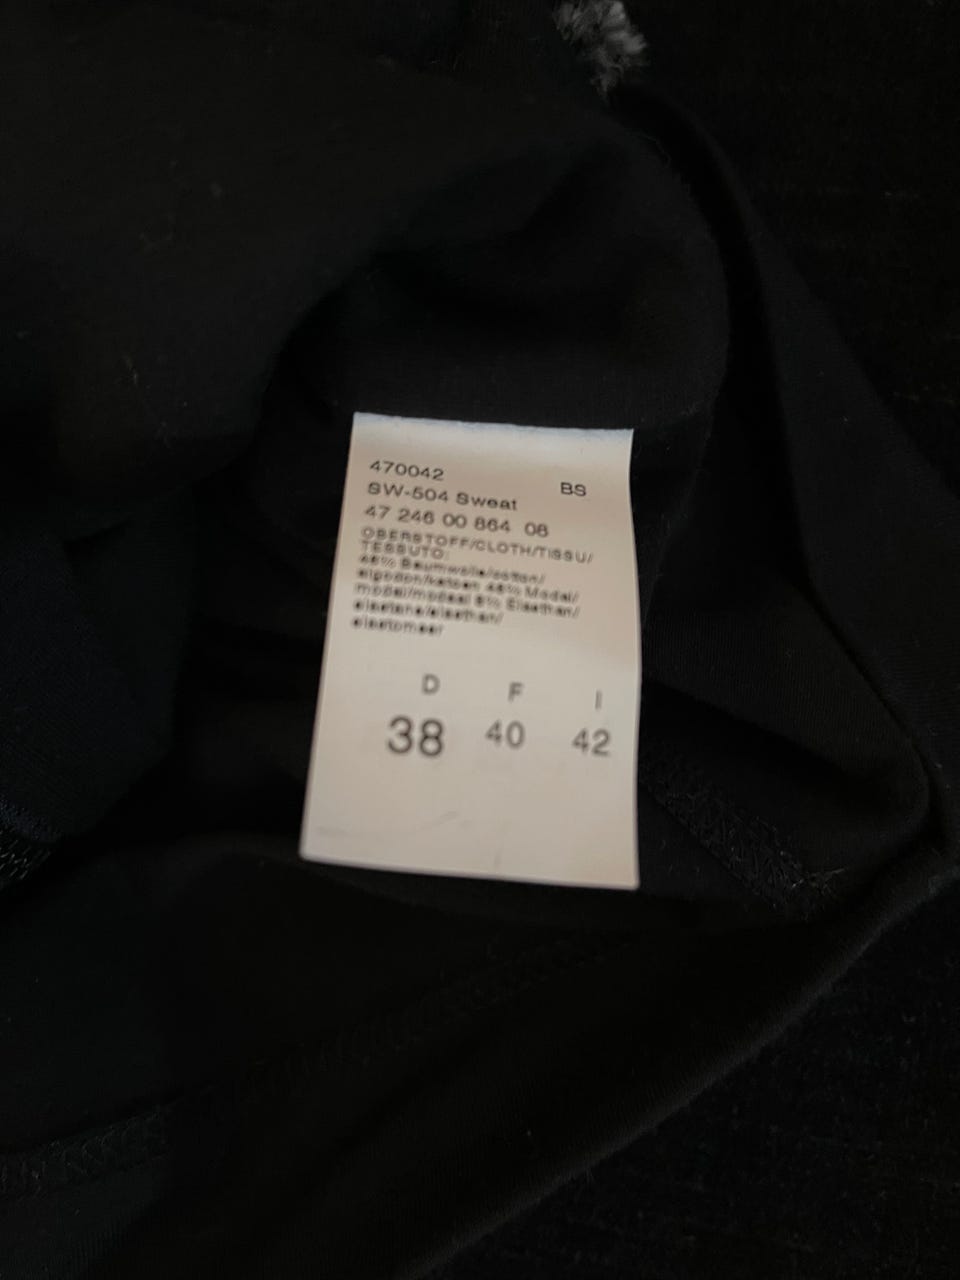 470042 BS
SW-504 Sweat
47 246 00 864 08
OBERSTOFF/CLOTH/TISSU/
TESSUTO:
46% Baumwolle/cotton/
algodon/katoen 46% Modal/
modal/modaal 8% Elasthan/
elastane/elasthan/
elastomeer
D F I
38 40 42